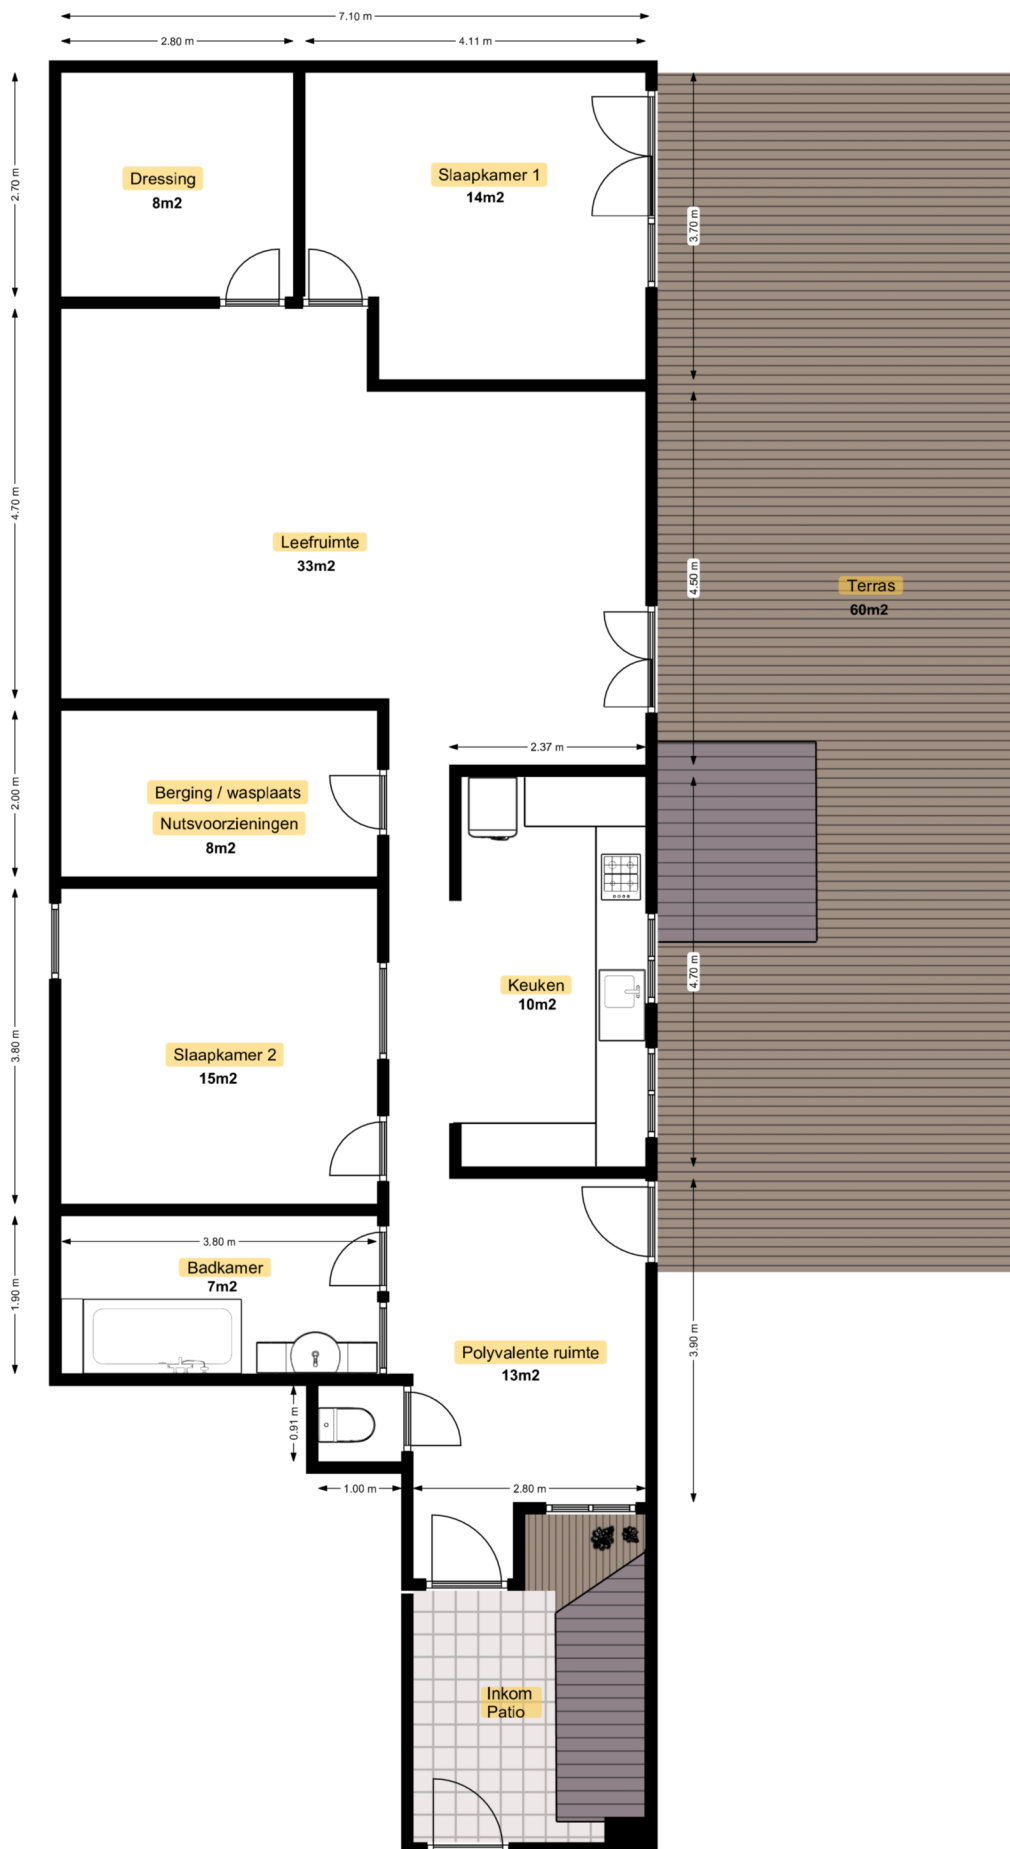 7.10 m
2.80 m
4.11 m
2.70 m
Dressing
8m2
Slaapkamer 1
14m2
3.70 m
4.70 m
Leefruimte
33m2
4.50 m
Terras
60m2
2.37 m
2.00 m
Berging / wasplaats
Nutsvoorzieningen
8m2
Keuken
10m2
4.70 m
3.80 m
Slaapkamer 2
15m2
3.80 m
Badkamer
7m2
1.90 m
Polyvalente ruimte
13m2
3.90 m
0.91 m
1.00 m
2.80 m
Inkom
Patio